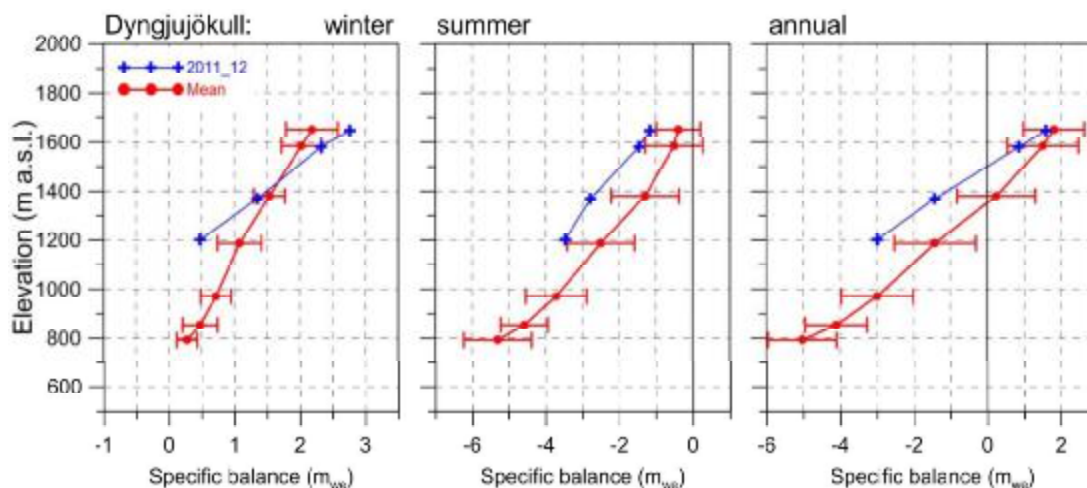 Dyngjujökull: winter summer annual
2000
1800
1600
1400
1200
1000
800
600
2011_12
Mean
Elevation (m a.s.l.)
-1 0 1 2 3
-6 -4 -2 0
-6 -4 -2 0 2
Specific balance (mwe) Specific balance (mwe) Specific balance (mwe)